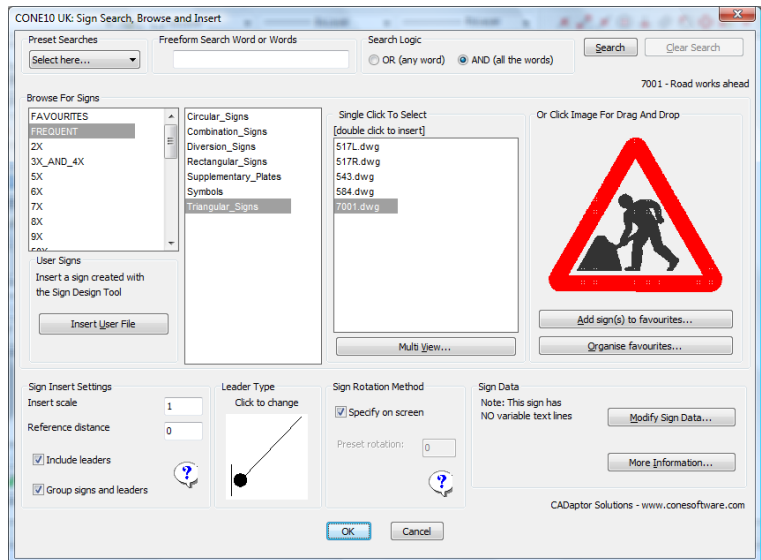 CONE10 UK: Sign Search, Browse and Insert
Preset Searches
Freeform Search Word or Words
Search Logic
Select here...
OR (any word)
AND (all the words)
Search
Clear Search
7001 - Road works ahead
Browse For Signs
FAVOURITES
FREQUENT
2X
3X_AND_4X
5X
6X
7X
8X
9X
Circular_Signs
Combination_Signs
Diversion_Signs
Rectangular_Signs
Supplementary_Plates
Symbols
Triangular_Signs
Single Click To Select
[double click to insert]
517L.dwg
517R.dwg
543.dwg
584.dwg
7001.dwg
Multi View...
Or Click Image For Drag And Drop
Add sign(s) to favourites...
Organise favourites...
User Signs
Insert a sign created with
the Sign Design Tool
Insert User File
Sign Insert Settings
Insert scale
1
Reference distance
0
Include leaders
Group signs and leaders
?
Leader Type
Click to change
Sign Rotation Method
Specify on screen
Preset rotation:
0
?
Sign Data
Note: This sign has
NO variable text lines
Modify Sign Data...
More Information...
CADaptor Solutions - www.conesoftware.com
OK
Cancel